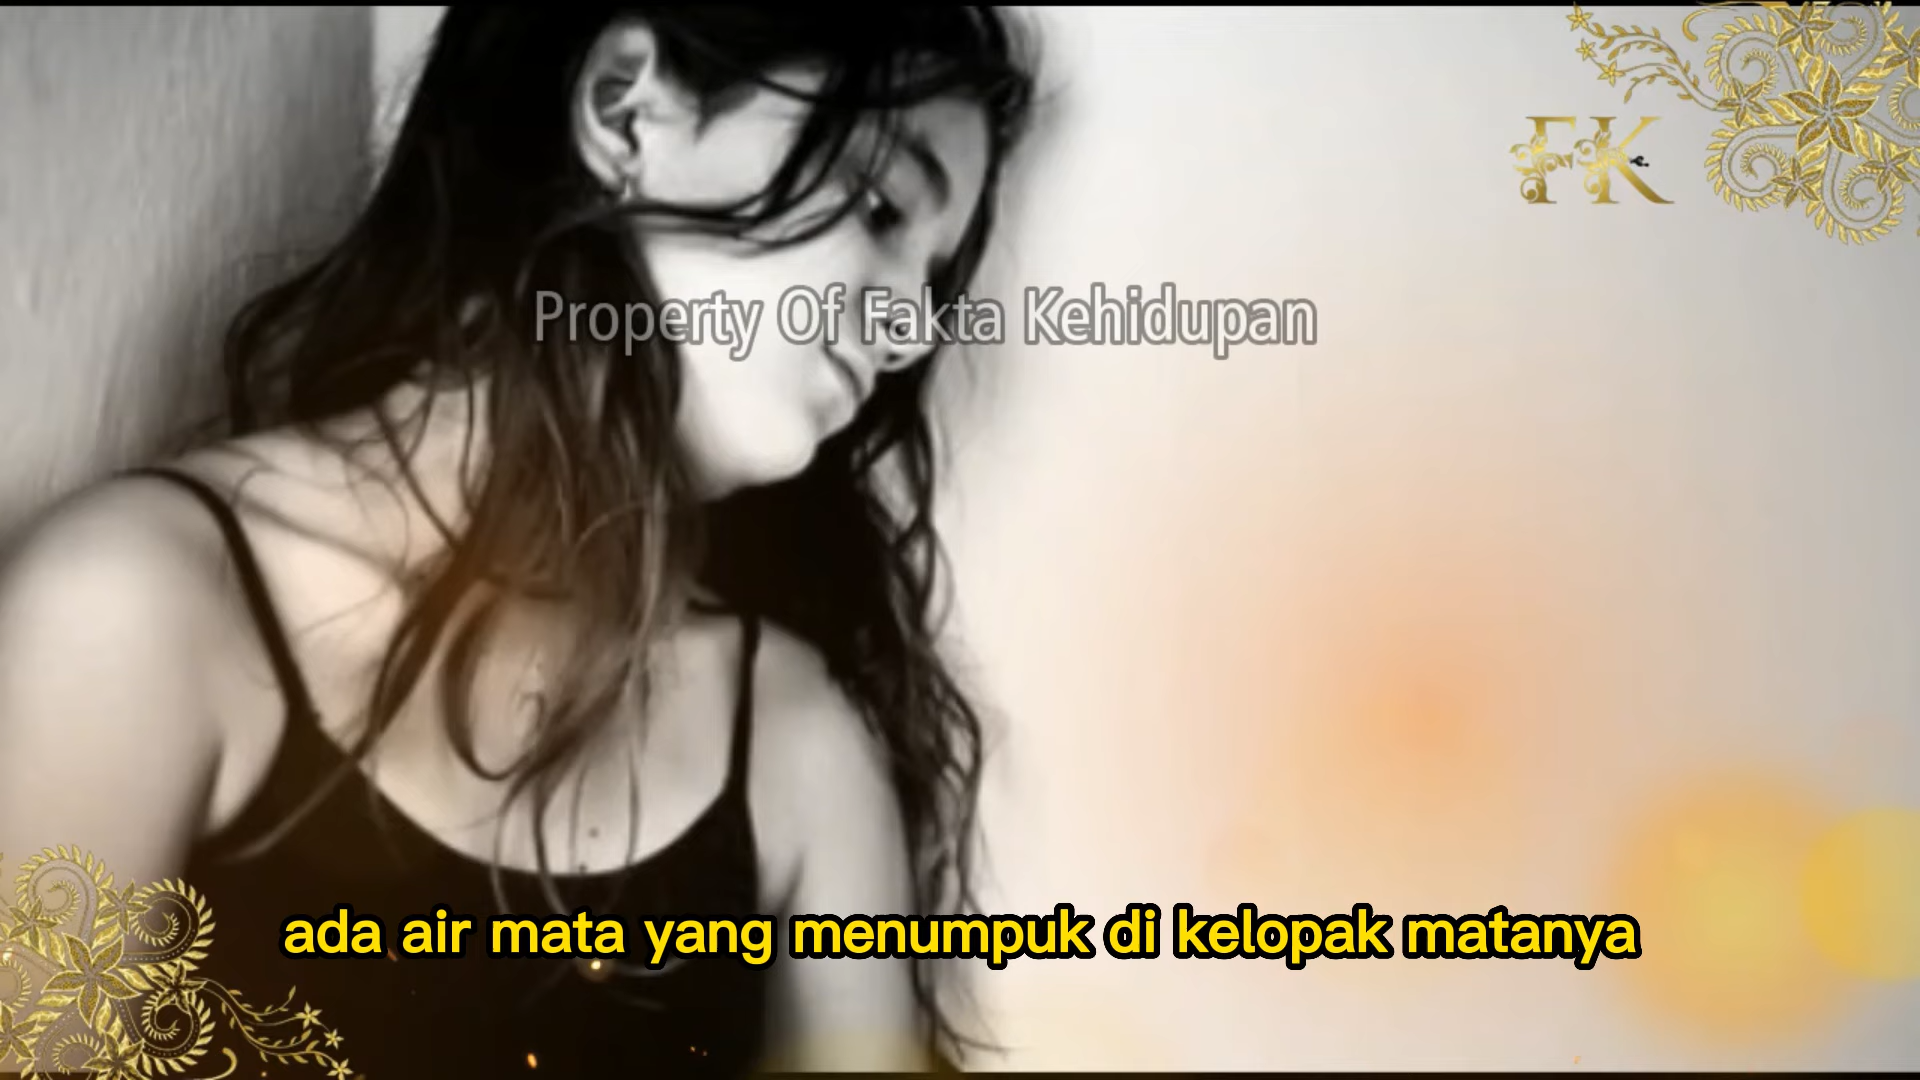 FK
Property Of Fakta Kehidupan
ada air mata yang menumpuk di kelopak matanya